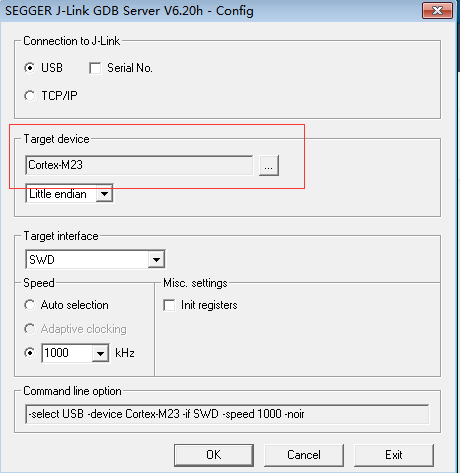 SEGGER J-Link GDB Server V6.20h - Config
Connection to J-Link
USB Serial No.
TCP/IP
Target device
Cortex-M23 ...
Little endian
Target interface
SWD
Speed Misc. settings
Auto selection Init registers
Adaptive clocking
1000 kHz
Command line option
-select USB -device Cortex-M23 -if SWD -speed 1000 -noir
OK Cancel Exit